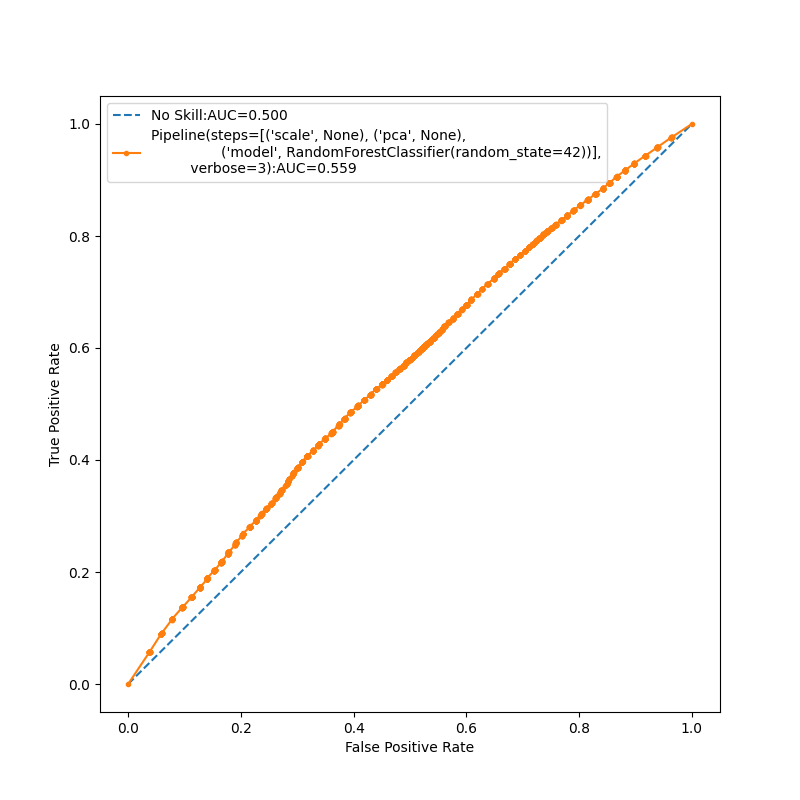 No Skill:AUC=0.500
Pipeline(steps=[('scale', None), ('pca', None),
('model', RandomForestClassifier(random_state=42))],
verbose=3):AUC=0.559
1.0
0.8
0.6
0.4
0.2
0.0
True Positive Rate
0.0 0.2 0.4 0.6 0.8 1.0
False Positive Rate